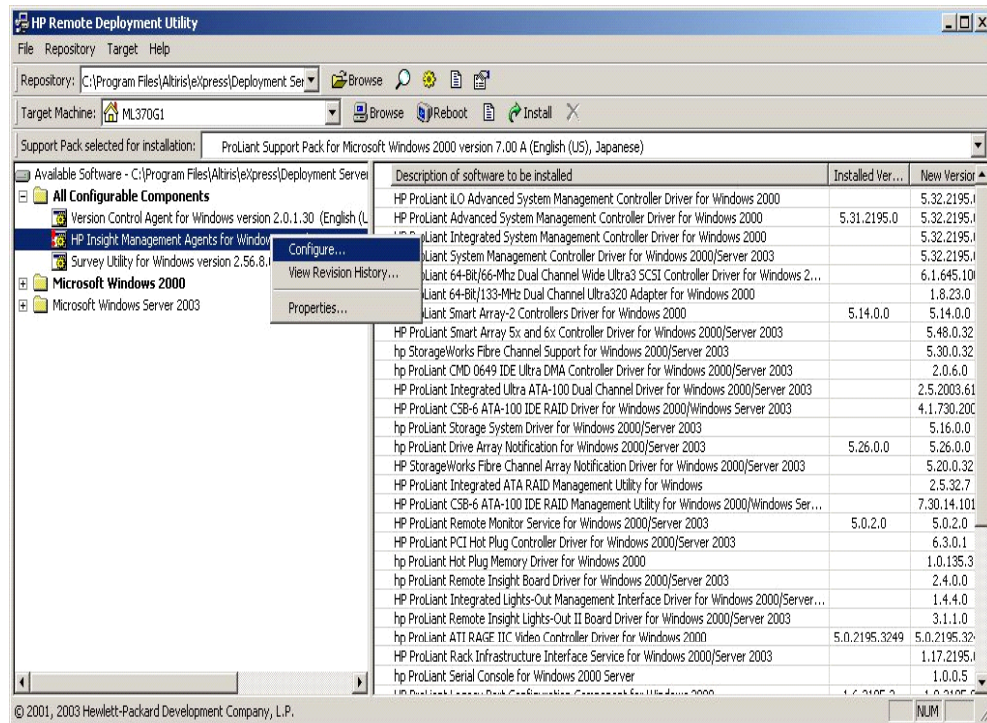 HP Remote Deployment Utility
File Repository Target Help
Repository: C:\Program Files\Altiris\eXpress\Deployment Ser Browse
Target Machine: ML370G1 Browse Reboot Install
Support Pack selected for installation: ProLiant Support Pack for Microsoft Windows 2000 version 7.00 A (English (US), Japanese)
Available Software - C:\Program Files\Altiris\eXpress\Deployment Server
All Configurable Components
Version Control Agent for Windows version 2.0.1.30 (English (L
HP Insight Management Agents for Window
Survey Utility for Windows version 2.56.8.
Microsoft Windows 2000
Microsoft Windows Server 2003
Configure...
View Revision History...
Properties...
Description of software to be installed Installed Ver... New Version
HP ProLiant iLO Advanced System Management Controller Driver for Windows 2000 5.32.2195.
HP ProLiant Advanced System Management Controller Driver for Windows 2000 5.31.2195.0 5.32.2195.
ProLiant Integrated System Management Controller Driver for Windows 2000 5.32.2195.
Liant System Management Controller Driver for Windows 2000/Server 2003 5.32.2195.
Liant 64-Bit/66-Mhz Dual Channel Wide Ultra3 SCSI Controller Driver for Windows 2... 6.1.645.10
Liant 64-Bit/133-MHz Dual Channel Ultra320 Adapter for Windows 2000 1.8.23.0
Liant Smart Array-2 Controllers Driver for Windows 2000 5.14.0.0 5.14.0.0
HP ProLiant Smart Array 5x and 6x Controller Driver for Windows 2000/Server 2003 5.48.0.32
hp StorageWorks Fibre Channel Support for Windows 2000/Server 2003 5.30.0.32
hp ProLiant CMD 0649 IDE Ultra DMA Controller Driver for Windows 2000/Server 2003 2.0.6.0
HP ProLiant Integrated Ultra ATA-100 Dual Channel Driver for Windows 2000/Server 2003 2.5.2003.61
HP ProLiant CSB-6 ATA-100 IDE RAID Driver for Windows 2000/Windows Server 2003 4.1.730.200
hp ProLiant Storage System Driver for Windows 2000/Server 2003 5.16.0.0
hp ProLiant Drive Array Notification for Windows 2000/Server 2003 5.26.0.0 5.26.0.0
HP StorageWorks Fibre Channel Array Notification Driver for Windows 2000/Server 2003 5.20.0.32
HP ProLiant Integrated ATA RAID Management Utility for Windows 2.5.32.7
HP ProLiant CSB-6 ATA-100 IDE RAID Management Utility for Windows 2000/Windows Ser... 7.30.14.101
HP ProLiant Remote Monitor Service for Windows 2000/Server 2003 5.0.2.0 5.0.2.0
HP ProLiant PCI Hot Plug Controller Driver for Windows 2000/Server 2003 6.3.0.1
hp ProLiant Hot Plug Memory Driver for Windows 2000 1.0.135.3
hp ProLiant Remote Insight Board Driver for Windows 2000/Server 2003 2.4.0.0
HP ProLiant Integrated Lights-Out Management Interface Driver for Windows 2000/Server... 1.4.4.0
hp ProLiant Remote Insight Lights-Out II Board Driver for Windows 2000/Server 2003 3.1.1.0
hp ProLiant ATI RAGE IIC Video Controller Driver for Windows 2000 5.0.2195.3249 5.0.2195.32
HP ProLiant Rack Infrastructure Interface Service for Windows 2000/Server 2003 1.17.2195.
hp ProLiant Serial Console for Windows 2000 Server 1.0.0.5
© 2001, 2003 Hewlett-Packard Development Company, L.P. NUM